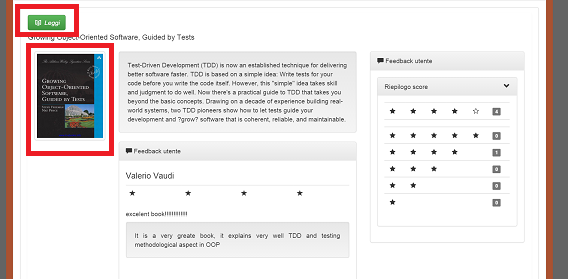 Leggi
Growing Object-Oriented Software, Guided by Tests
GROWING
OBJECT-ORIENTED
SOFTWARE,
GUIDED BY TESTS
Test-Driven Development (TDD) is now an established technique for delivering
better software faster. TDD is based on a simple idea: Write tests for your
code before you write the code itself. However, this "simple" idea takes skill
and judgment to do well. Now there's a practical guide to TDD that takes you
beyond the basic concepts. Drawing on a decade of experience building real-
world systems, two TDD pioneers show how to let tests guide your
development and ?grow? software that is coherent, reliable, and maintainable.
Feedback utente
Valerio Vaudi
excelent book!!!!!!!!!!!!!
It is a very greate book, it explains very well TDD and testing
methodological aspect in OOP
Feedback utente
Riepilogo score
4
0
1
0
0
0